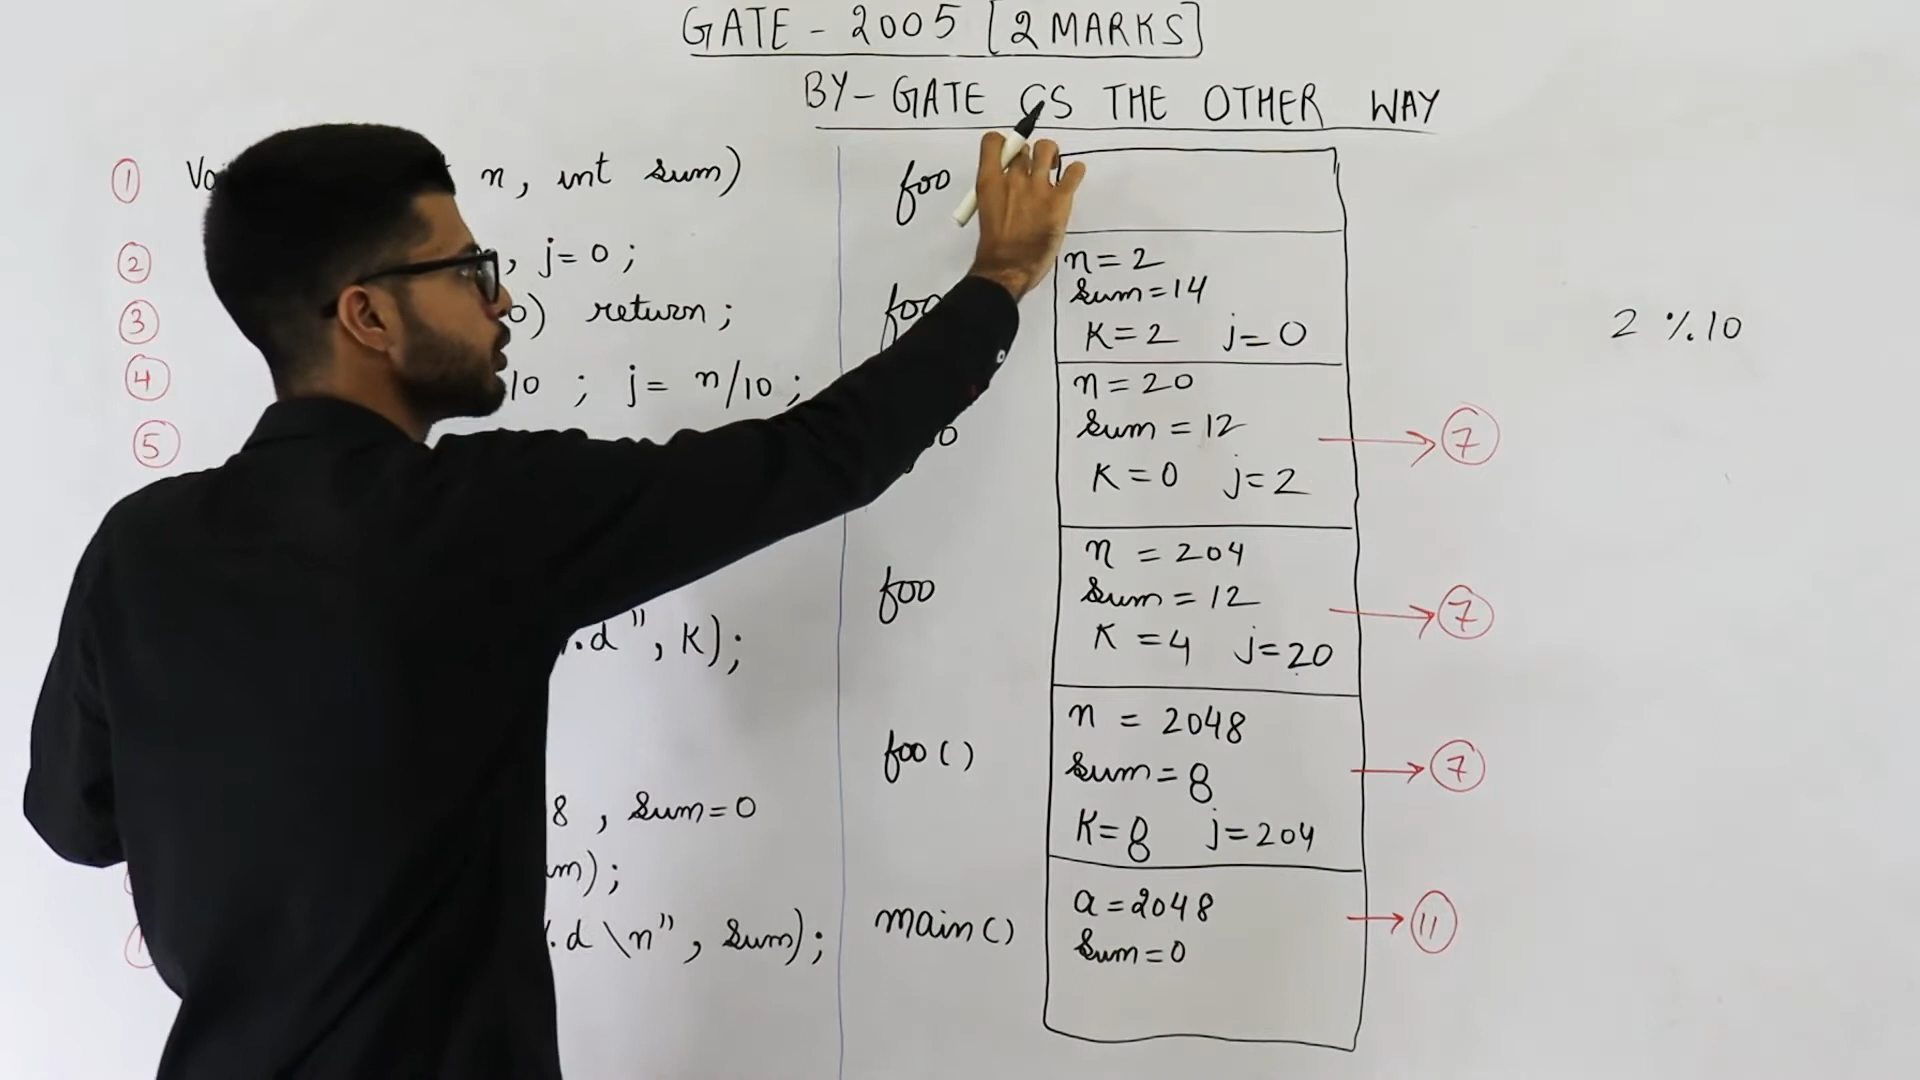 GATE - 2005 [2 MARKS]
BY- GATE CS THE OTHER WAY
① n, int sum)
② , j= 0 ;
③ 0) return ;
④ 10 ; j= n/10 ;
⑤
.d", K);
8 , Sum=0
m);
.d \n", Sum);
foo
foo
foo
foo ( )
main( )
n = 2
Sum = 14
K = 2 j = 0
n = 20
Sum = 12
K = 0 j = 2
⑦
n = 204
Sum = 12
K = 4 j = 20
⑦
n = 2048
Sum = 8
K = 8 j = 204
⑦
a = 2048
Sum = 0
⑪
2 % 10